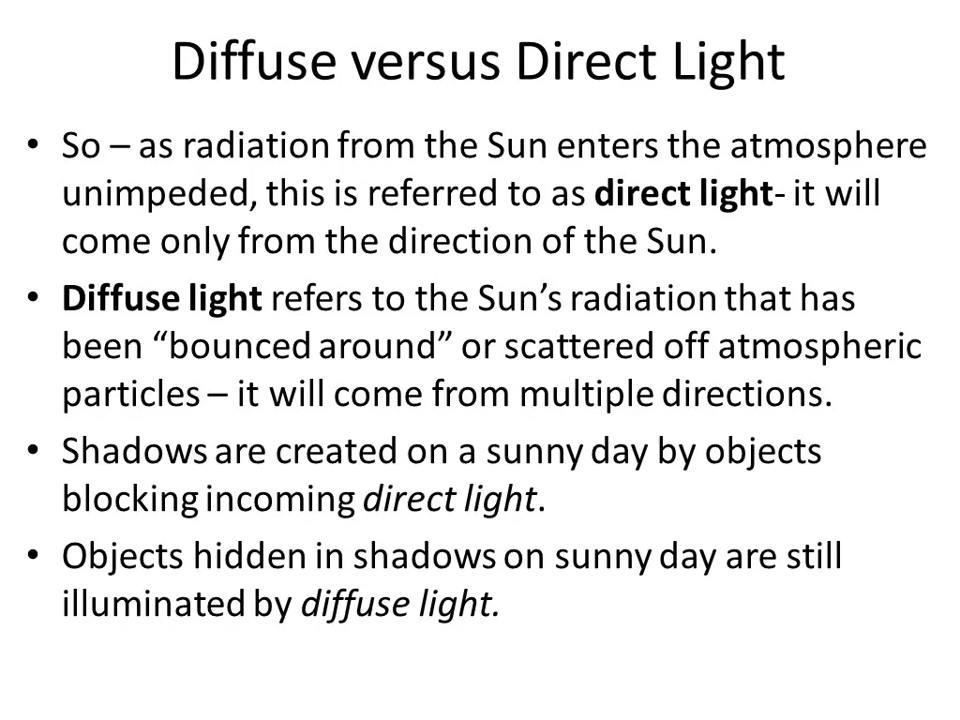 Diffuse versus Direct Light
• So – as radiation from the Sun enters the atmosphere
unimpeded, this is referred to as direct light- it will
come only from the direction of the Sun.
• Diffuse light refers to the Sun’s radiation that has
been “bounced around” or scattered off atmospheric
particles – it will come from multiple directions.
• Shadows are created on a sunny day by objects
blocking incoming direct light.
• Objects hidden in shadows on sunny day are still
illuminated by diffuse light.